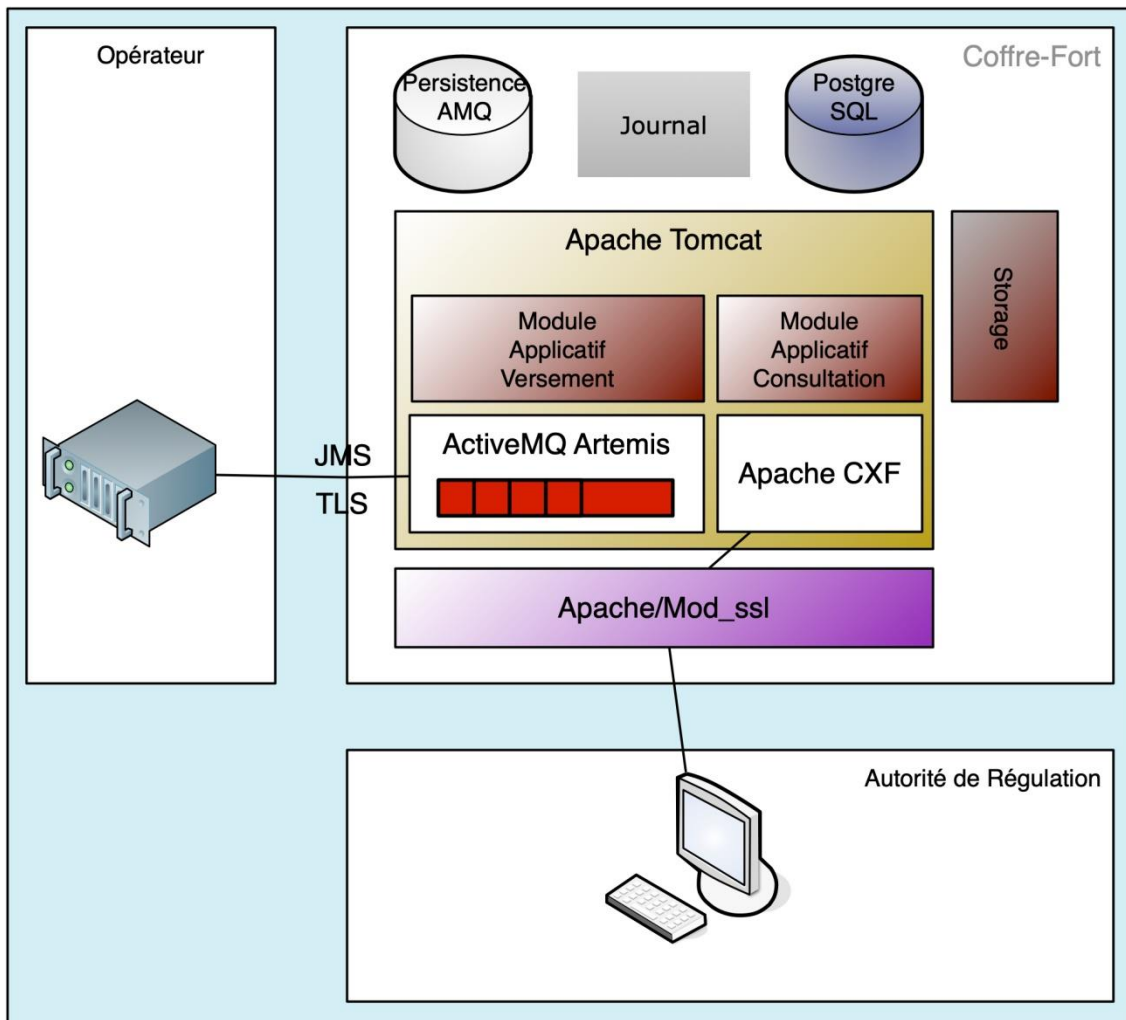 Opérateur
Coffre-Fort
Persistence
AMQ
Journal
Postgre
SQL
Apache Tomcat
Module
Applicatif
Versement
Module
Applicatif
Consultation
Storage
JMS
TLS
ActiveMQ Artemis
Apache CXF
Apache/Mod_ssl
Autorité de Régulation